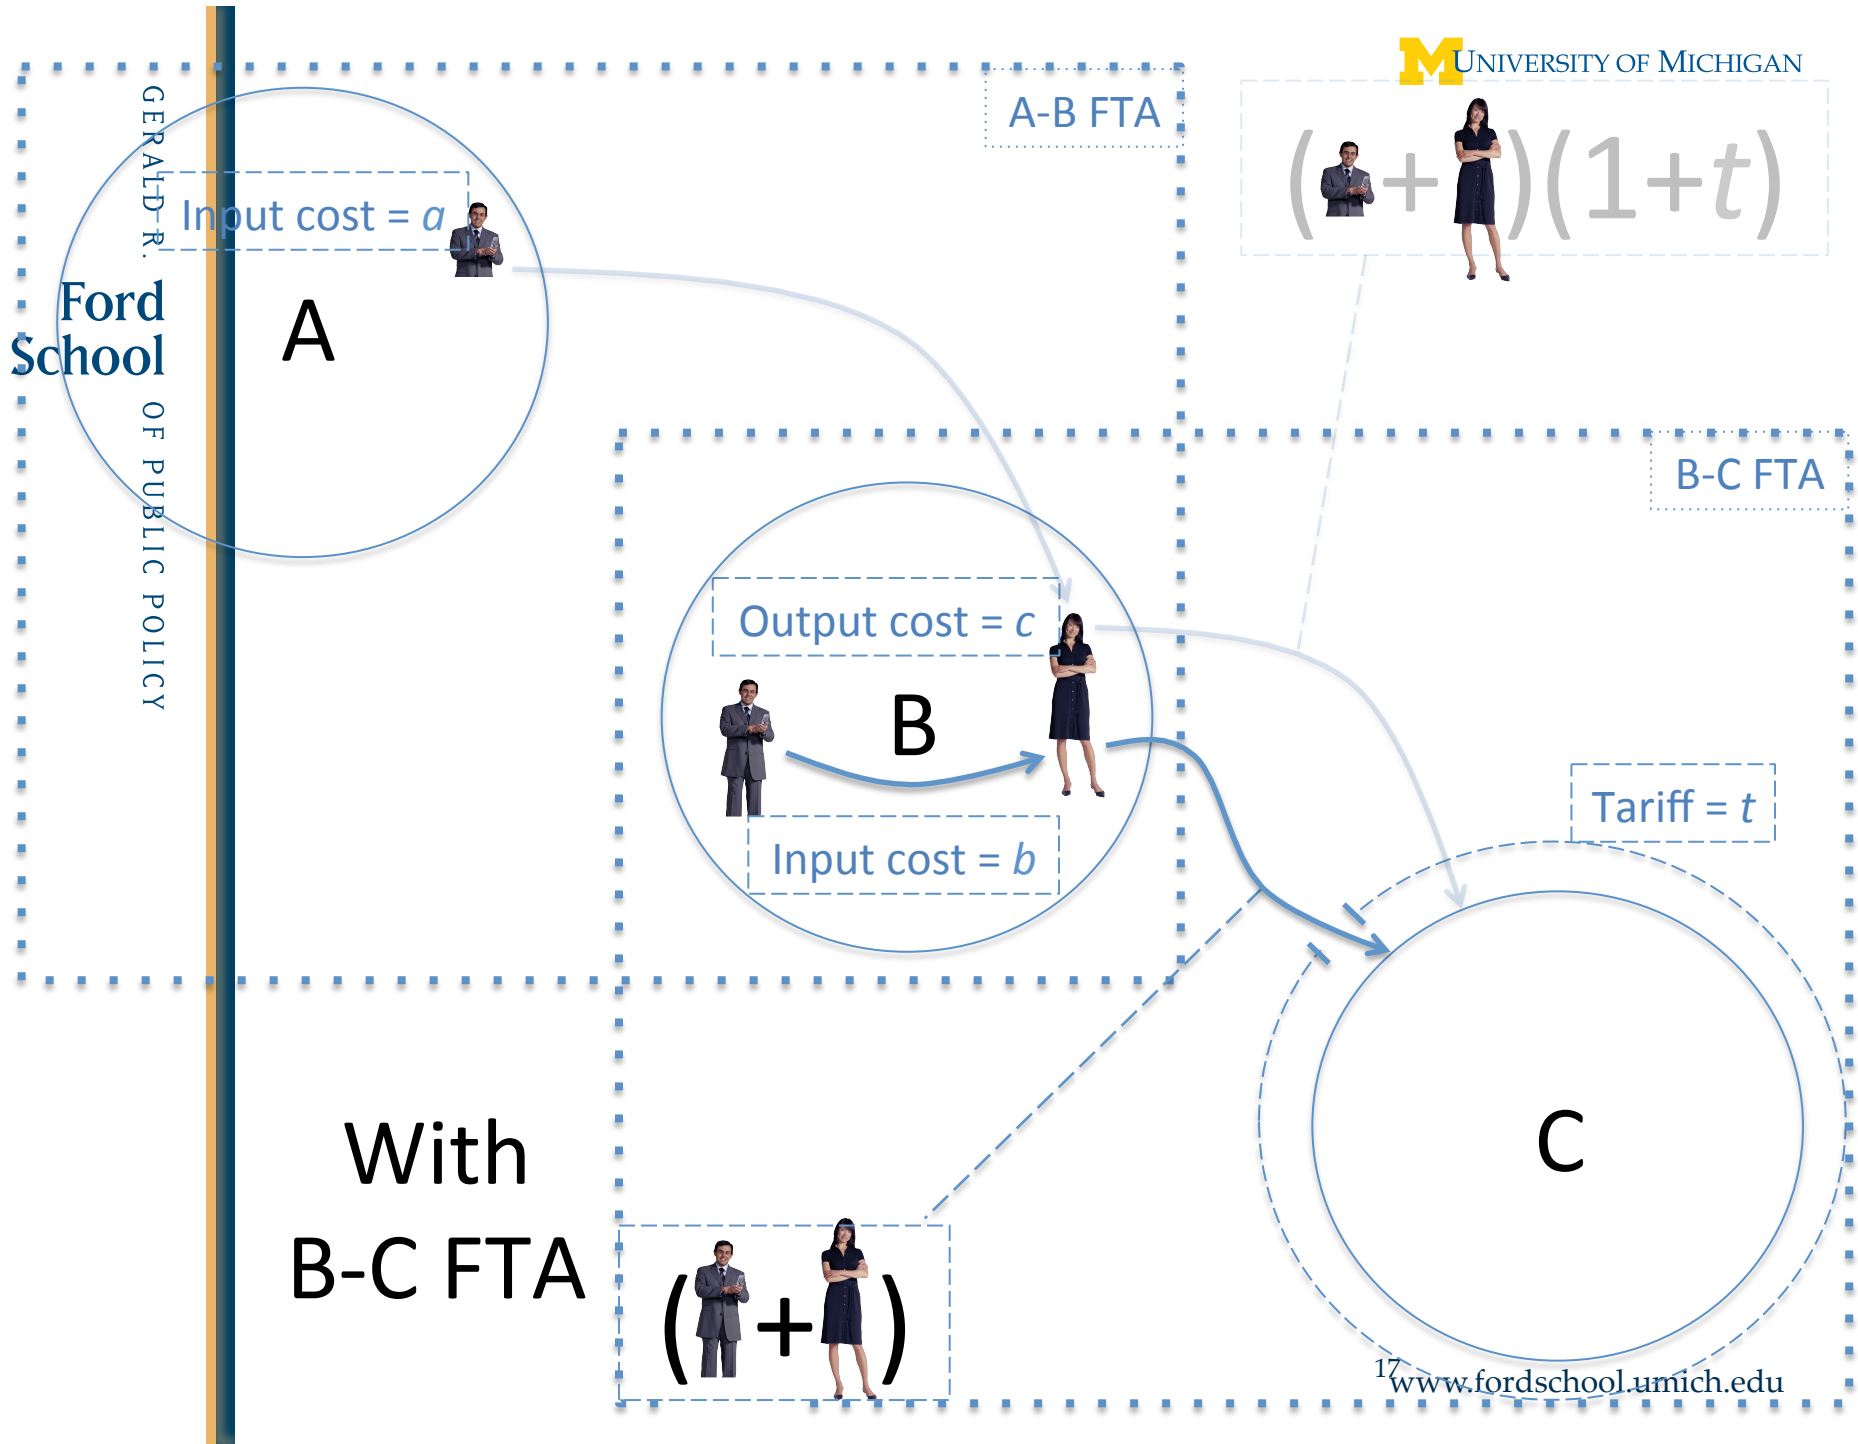 UNIVERSITY OF MICHIGAN
A-B FTA
( + )(1+t)
GERALD R.
Ford
School
OF PUBLIC POLICY
Input cost = a
A
B-C FTA
Output cost = c
B
Input cost = b
Tariff = t
C
With
B-C FTA
( + )
17
www.fordschool.umich.edu